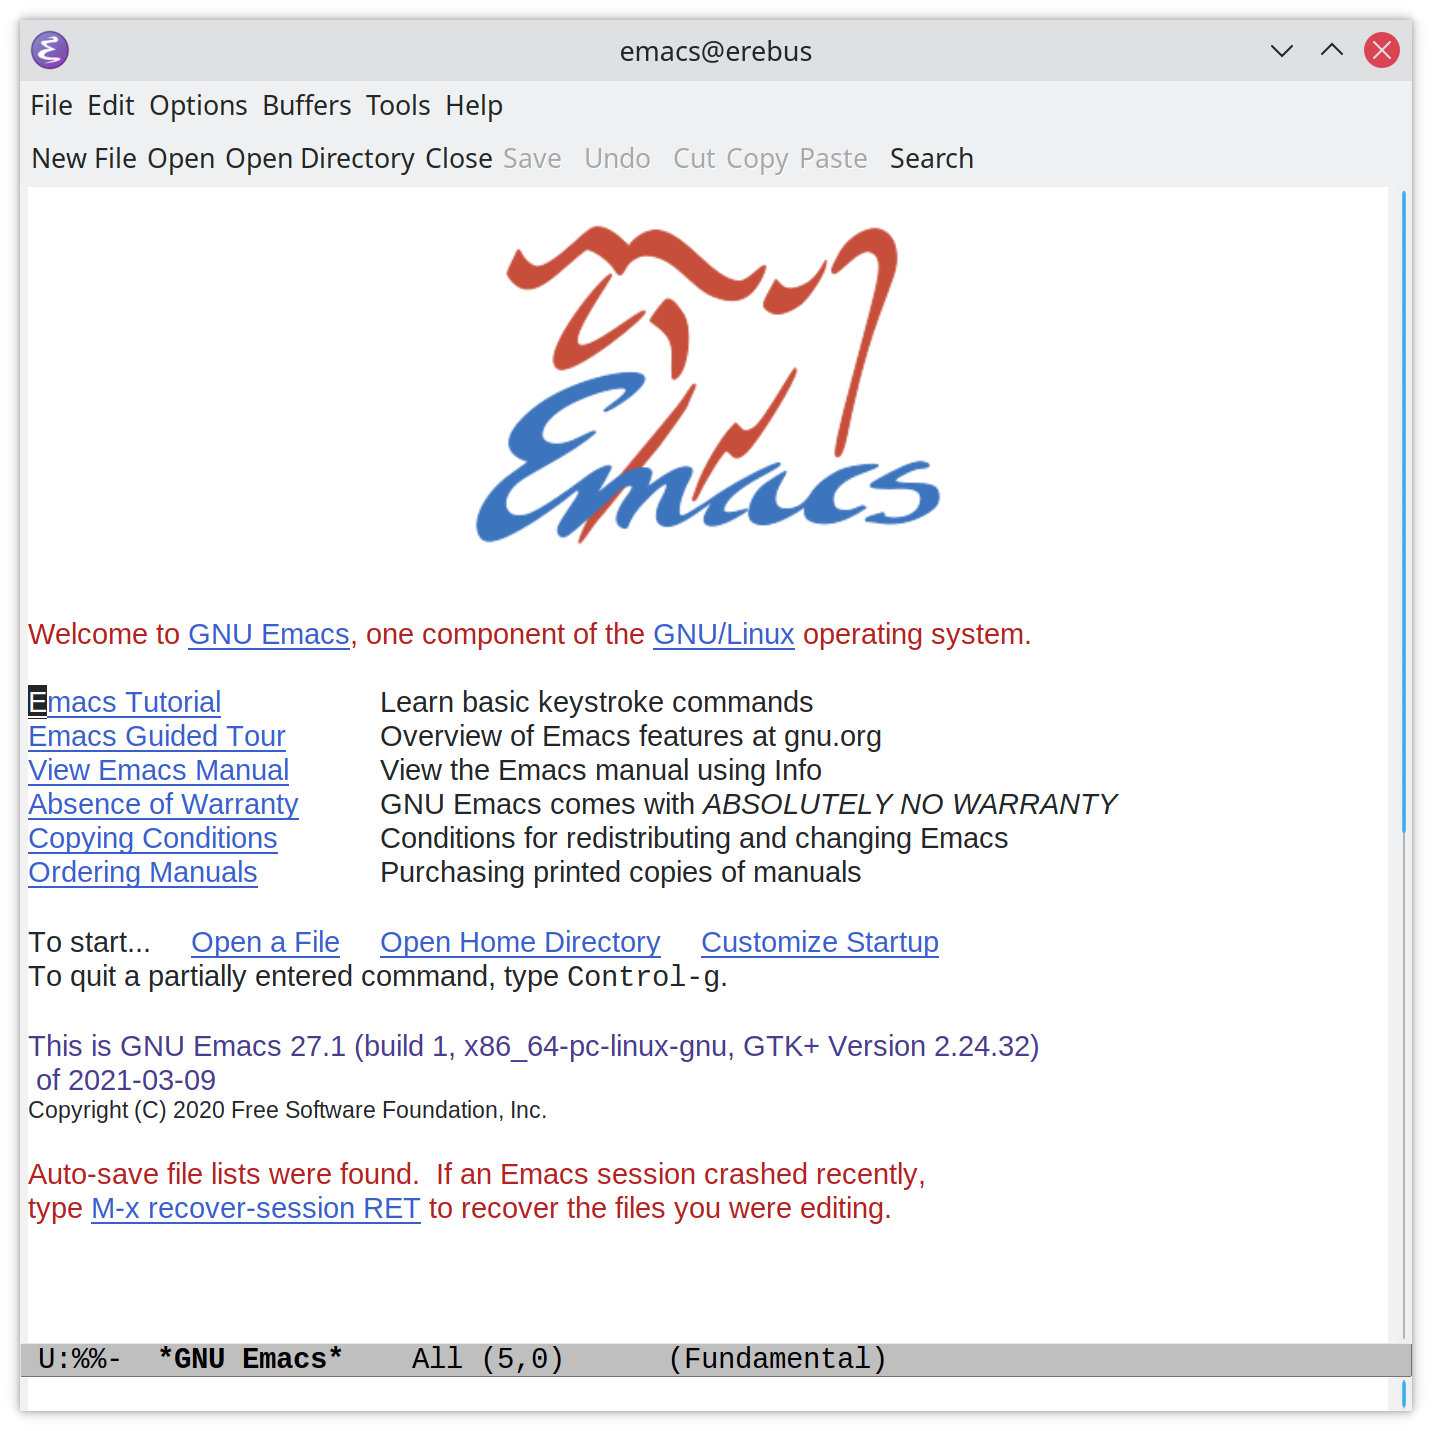 emacs@erebus
File Edit Options Buffers Tools Help
New File Open Open Directory Close Save Undo Cut Copy Paste Search
Emacs
Welcome to GNU Emacs, one component of the GNU/Linux operating system.
Emacs Tutorial Learn basic keystroke commands
Emacs Guided Tour Overview of Emacs features at gnu.org
View Emacs Manual View the Emacs manual using Info
Absence of Warranty GNU Emacs comes with ABSOLUTELY NO WARRANTY
Copying Conditions Conditions for redistributing and changing Emacs
Ordering Manuals Purchasing printed copies of manuals
To start... Open a File Open Home Directory Customize Startup
To quit a partially entered command, type Control-g.
This is GNU Emacs 27.1 (build 1, x86_64-pc-linux-gnu, GTK+ Version 2.24.32)
of 2021-03-09
Copyright (C) 2020 Free Software Foundation, Inc.
Auto-save file lists were found.  If an Emacs session crashed recently,
type M-x recover-session RET to recover the files you were editing.
U:%%-  *GNU Emacs*    All (5,0)      (Fundamental)